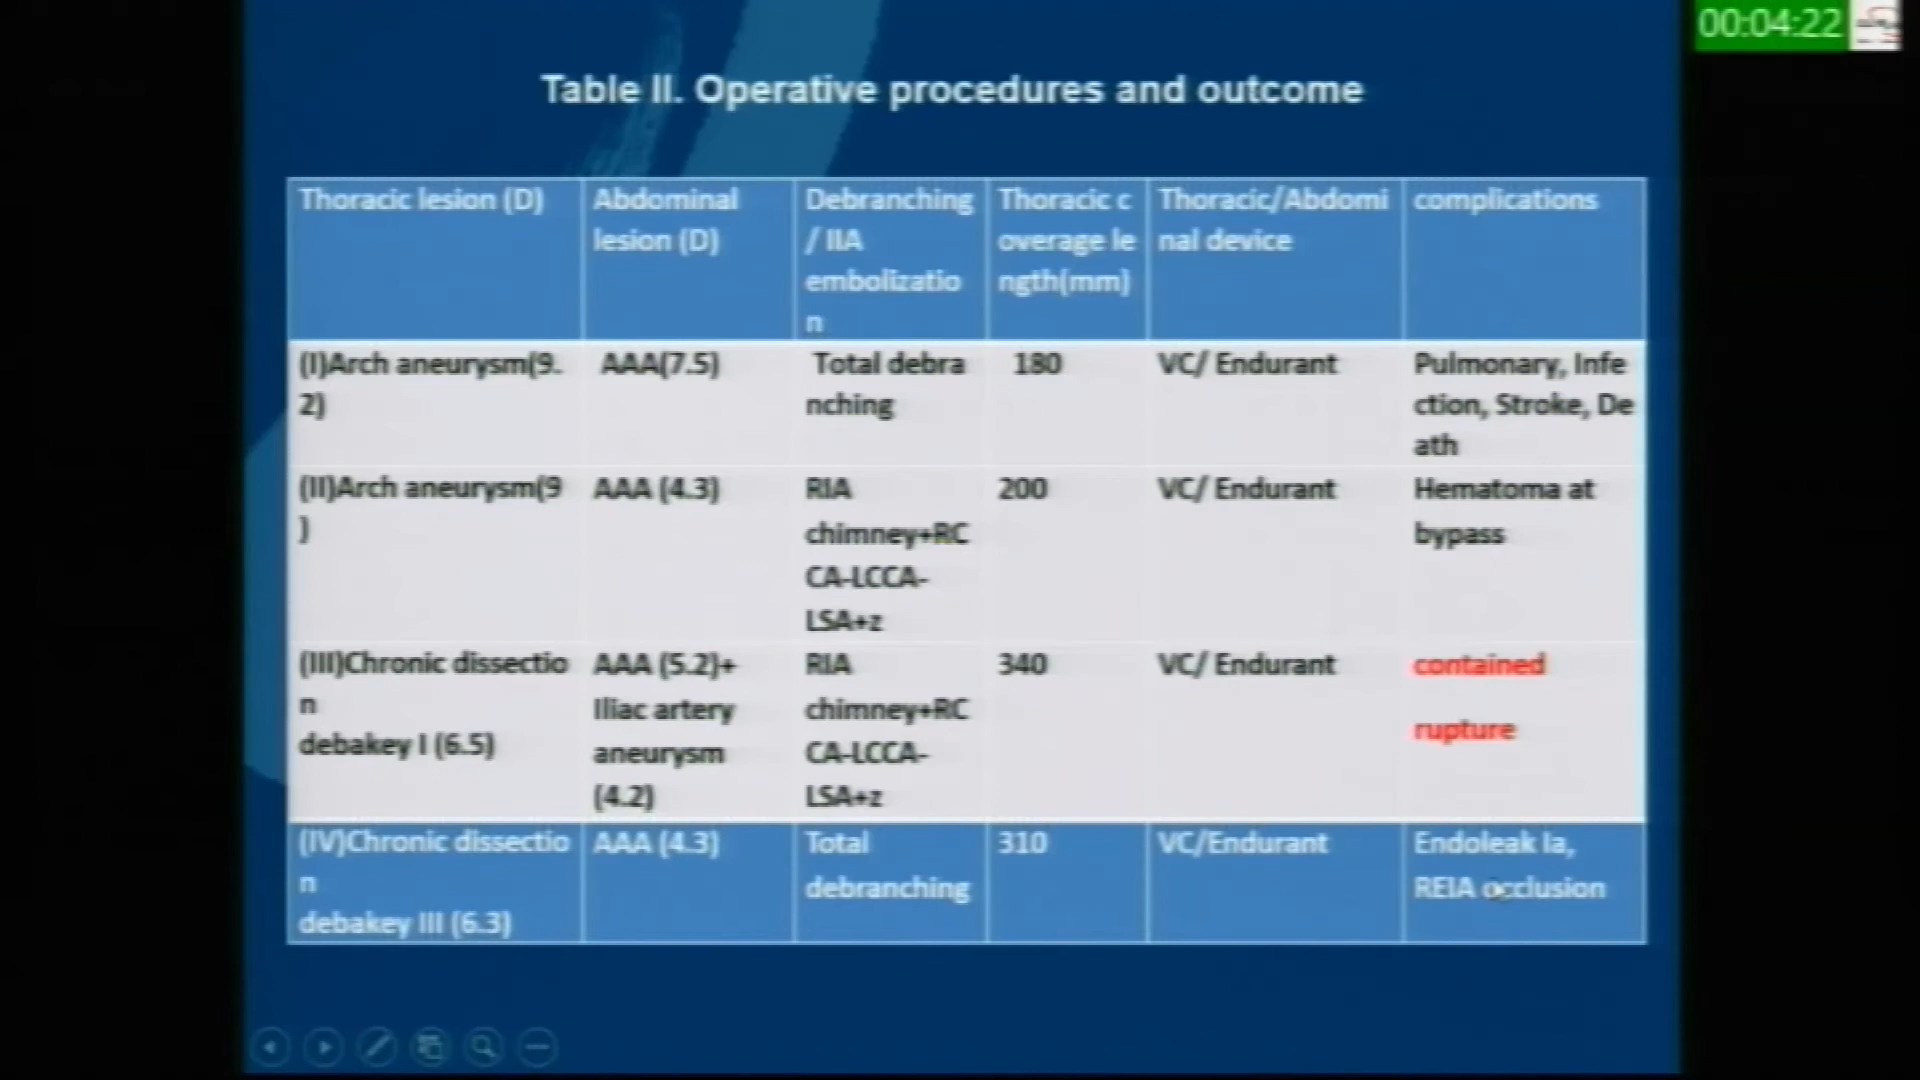 00:04:22
Table II. Operative procedures and outcome
Thoracic lesion (D)
Abdominal
lesion (D)
Debranching
/ IIA
embolizatio
n
Thoracic c
overage le
ngth(mm)
Thoracic/Abdomi
nal device
complications
(I)Arch aneurysm(9.
2)
AAA(7.5)
Total debra
nching
180
VC/ Endurant
Pulmonary, Infe
ction, Stroke, De
ath
(II)Arch aneurysm(9
)
AAA (4.3)
RIA
chimney+RC
CA-LCCA-
LSA+z
200
VC/ Endurant
Hematoma at
bypass
(III)Chronic dissectio
n
debakey I (6.5)
AAA (5.2)+
Iliac artery
aneurysm
(4.2)
RIA
chimney+RC
CA-LCCA-
LSA+z
340
VC/ Endurant
contained
rupture
(IV)Chronic dissectio
n
debakey III (6.3)
AAA (4.3)
Total
debranching
310
VC/Endurant
Endoleak Ia,
REIA occlusion